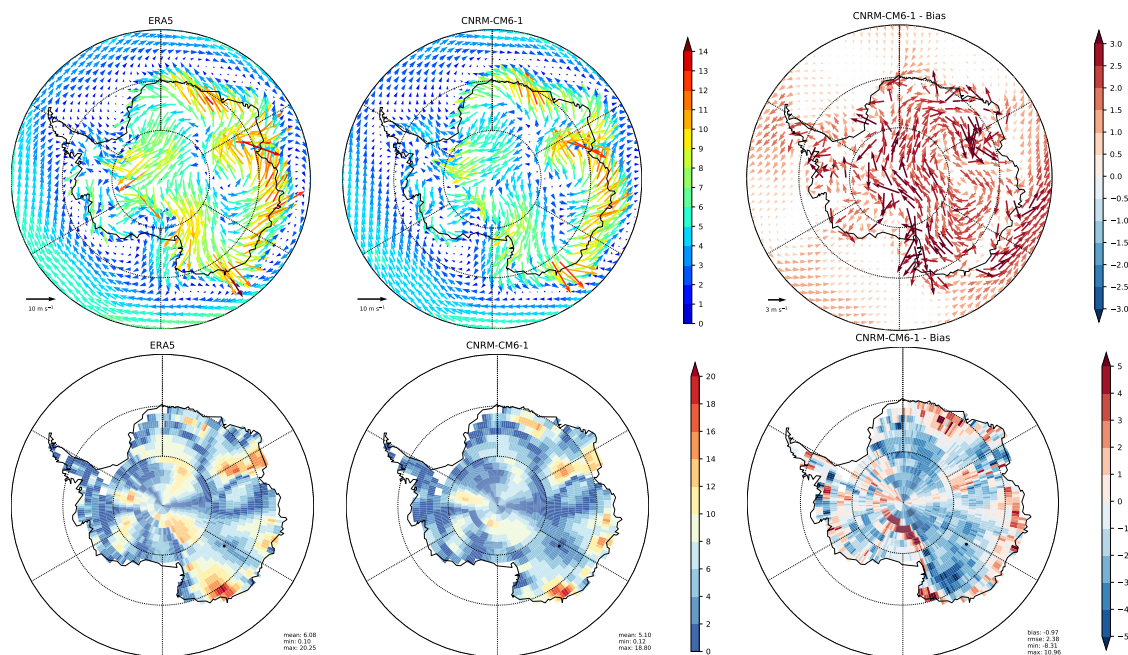 ERA5
CNRM-CM6-1
CNRM-CM6-1 - Bias
14
13
12
11
10
9
8
7
6
5
4
3
2
1
0
3.0
2.5
2.0
1.5
1.0
0.5
0.0
−0.5
−1.0
−1.5
−2.0
−2.5
−3.0
10 m s⁻¹
10 m s⁻¹
3 m s⁻¹
ERA5
CNRM-CM6-1
CNRM-CM6-1 - Bias
20
18
16
14
12
10
8
6
4
2
0
5
4
3
2
1
0
−1
−2
−3
−4
−5
mean: 6.08
min: 0.10
max: 20.25
mean: 5.10
min: 0.12
max: 18.80
bias: -0.97
rmse: 2.38
min: -8.31
max: 10.96